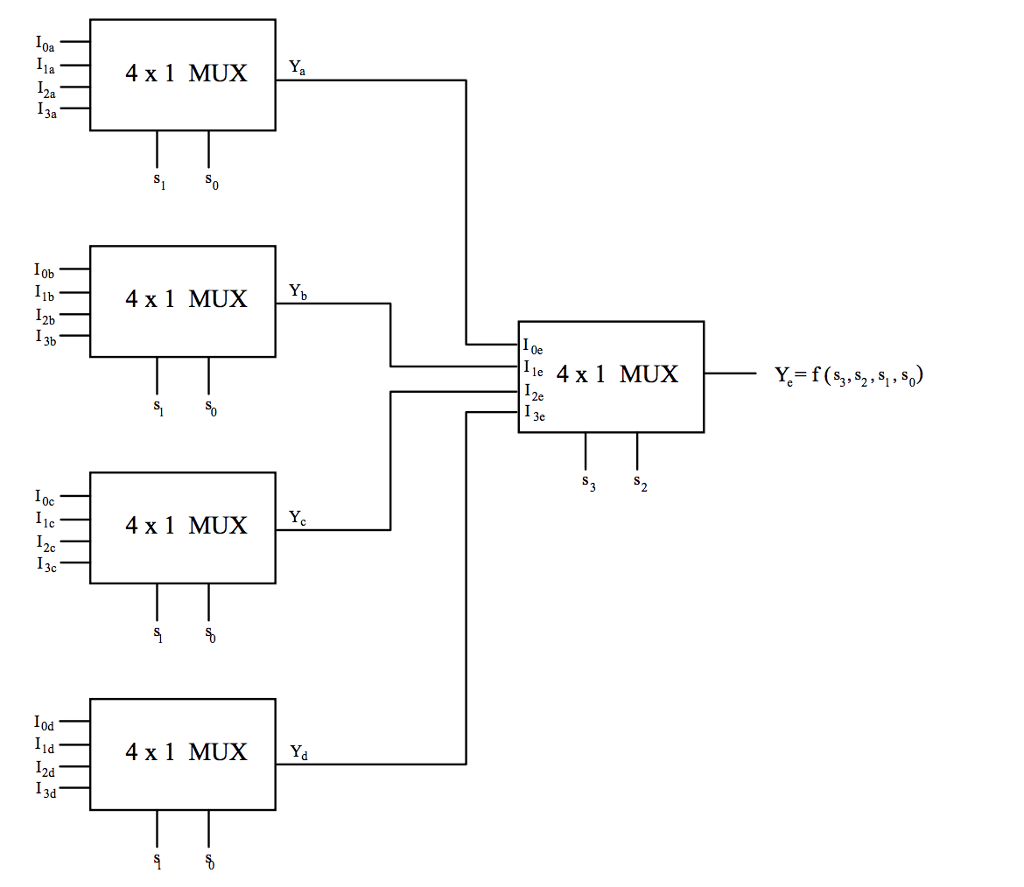 I₀ₐ
I₁ₐ
I₂ₐ
I₃ₐ
4 x 1 MUX
Yₐ
s₁ s₀
I0b
I1b
I2b
I3b
4 x 1 MUX
Yb
s₁ s₀
I0c
I1c
I2c
I3c
4 x 1 MUX
Yc
s₁ s₀
I0d
I1d
I2d
I3d
4 x 1 MUX
Yd
s₁ s₀
I₀ₑ
I₁ₑ
I₂ₑ
I₃ₑ
4 x 1 MUX
s₃ s₂
Yₑ= f ( s₃, s₂ , s₁ , s₀)